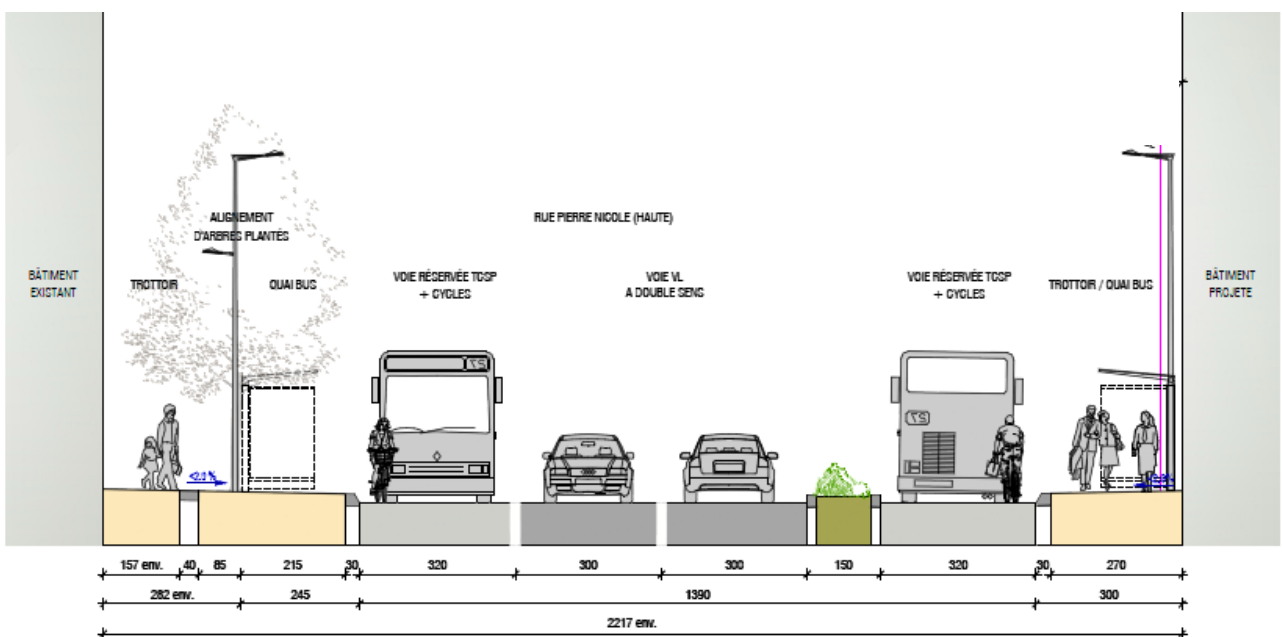 ALIGNEMENT
D'ARBRES PLANTÉS
RUE PIERRE NICOLE (HAUTE)
BÂTIMENT
EXISTANT
TROTTOIR
QUAI BUS
VOIE RÉSERVÉE TCSP
+ CYCLES
VOIE VL
A DOUBLE SENS
VOIE RÉSERVÉE TCSP
+ CYCLES
TROTTOIR / QUAI BUS
BÂTIMENT
PROJETE
27
27
<2.0 %
157 env. 40 85 215 30 320 300 300 150 320 30 270
282 env. 245 1390 300
2217 env.